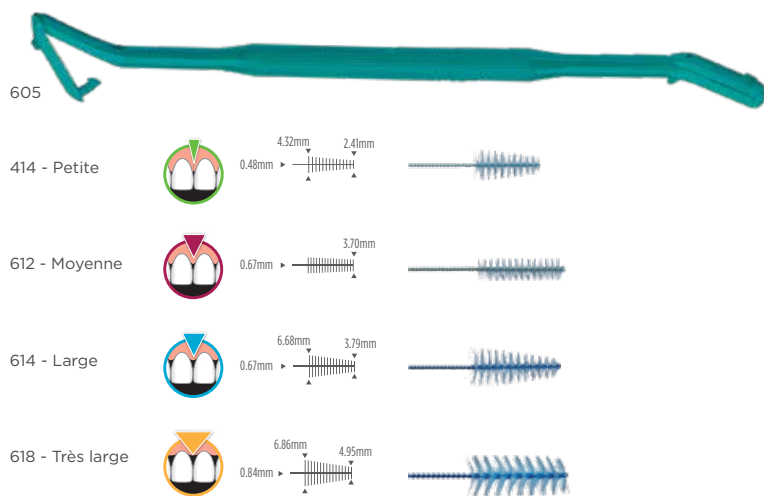 605
414 - Petite
4.32mm 2.41mm
0.48mm
612 - Moyenne
3.70mm
0.67mm
614 - Large
6.68mm 3.79mm
0.67mm
618 - Très large
6.86mm 4.95mm
0.84mm